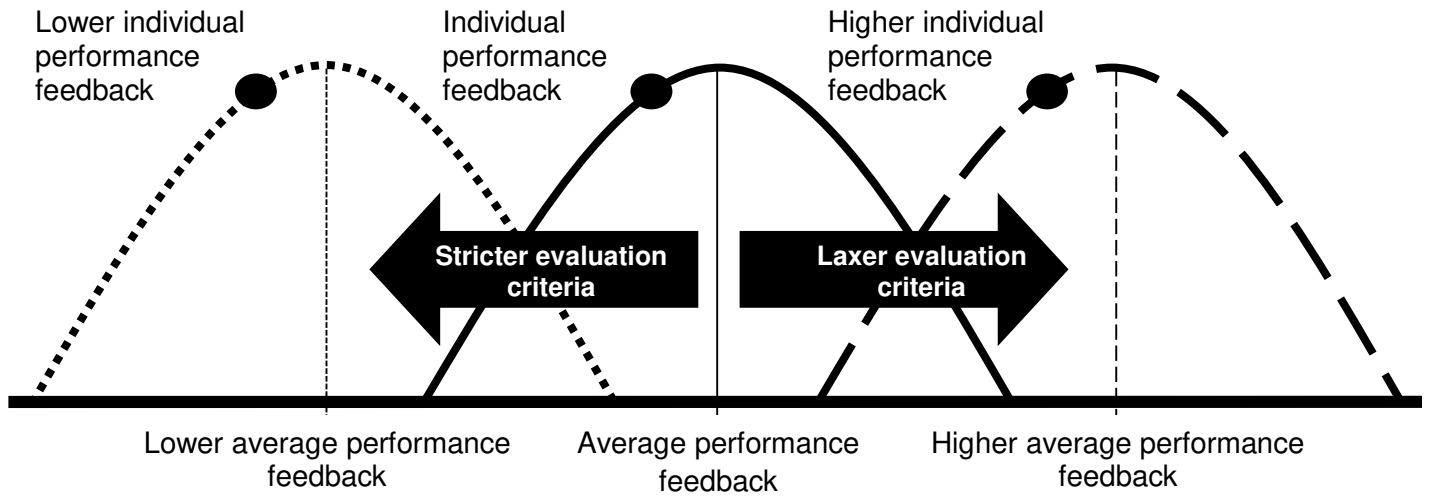 Lower individual
performance
feedback
Individual
performance
feedback
Higher individual
performance
feedback
Stricter evaluation
criteria
Laxer evaluation
criteria
Lower average performance
feedback
Average performance
feedback
Higher average performance
feedback